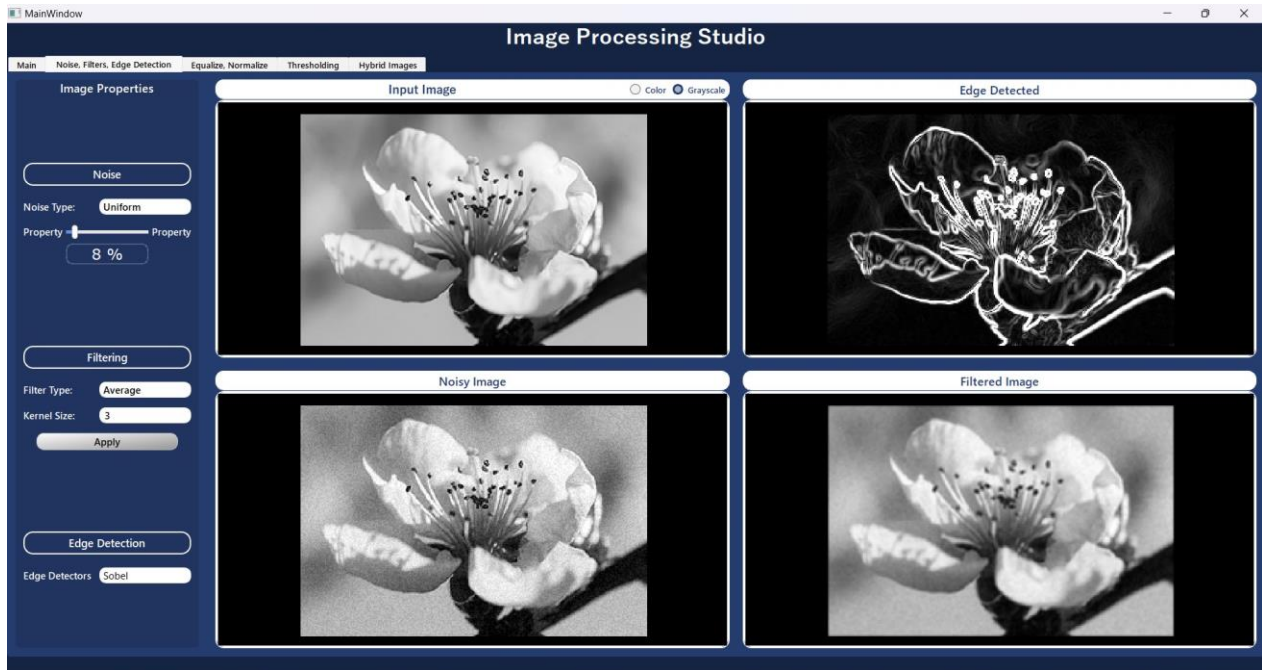 MainWindow
Image Processing Studio
Main Noise, Filters, Edge Detection Equalize, Normalize Thresholding Hybrid Images
Image Properties
Noise
Noise Type: Uniform
Property Property
8 %
Filtering
Filter Type: Average
Kernel Size: 3
Apply
Edge Detection
Edge Detectors Sobel
Input Image Color Grayscale
Edge Detected
Noisy Image
Filtered Image